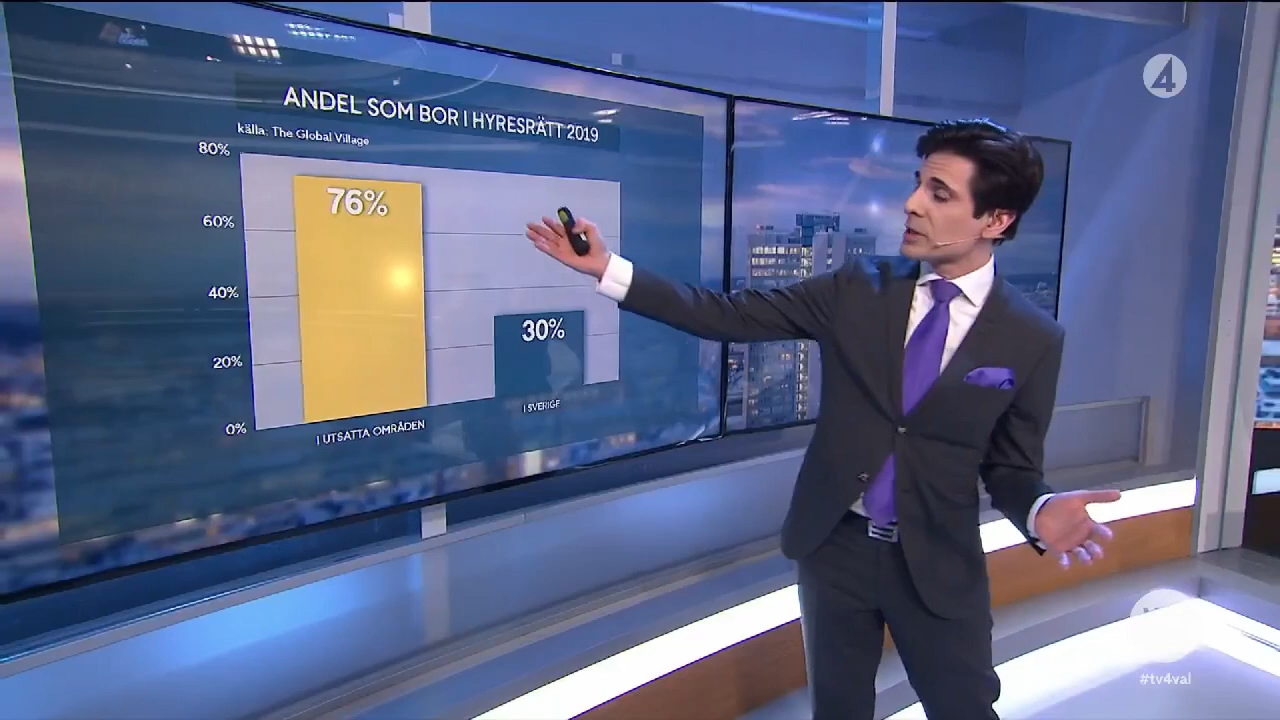 4
ANDEL SOM BOR I HYRESRÄTT 2019
källa: The Global Village
80%
76%
60%
40%
30%
20%
0%
I UTSATTA OMRÅDEN
I SVERIGE
#tv4val